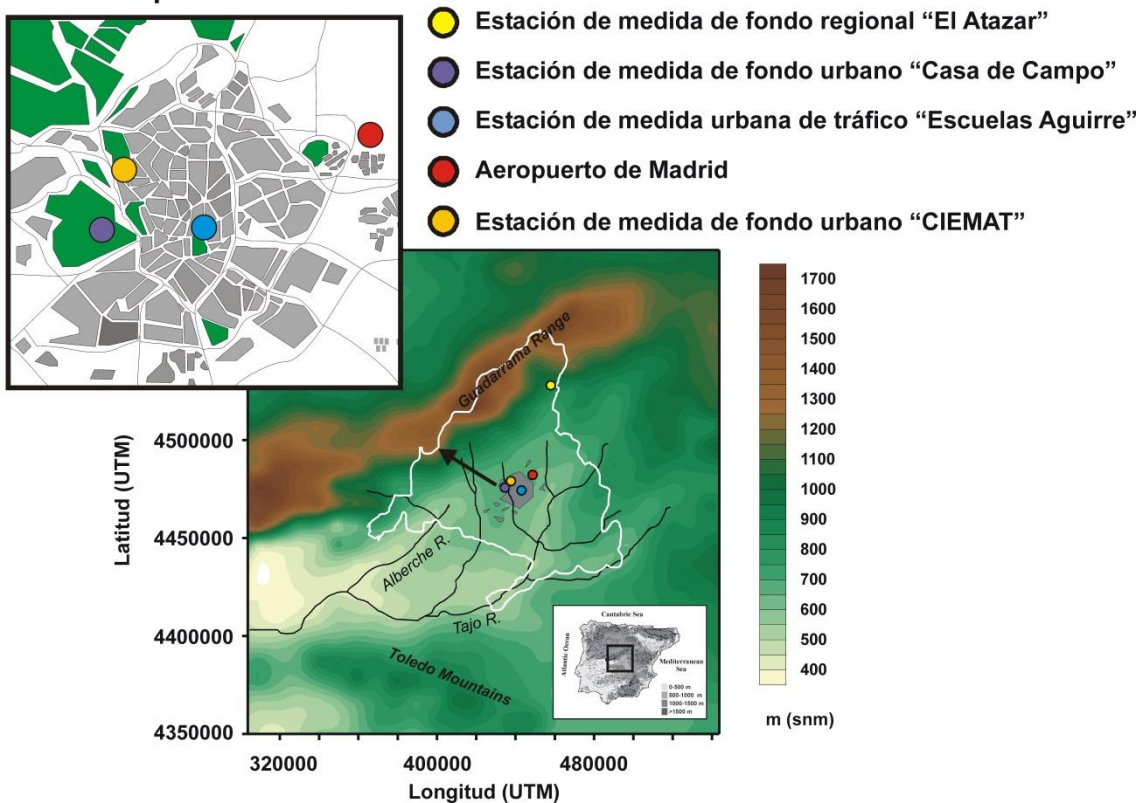 Estación de medida de fondo regional “El Atazar”
Estación de medida de fondo urbano “Casa de Campo”
Estación de medida urbana de tráfico “Escuelas Aguirre”
Aeropuerto de Madrid
Estación de medida de fondo urbano “CIEMAT”
Guadarrama Range
Alberche R.
Tajo R.
Toledo Mountains
Latitud (UTM)
4500000
4450000
4400000
4350000
320000
400000
480000
Longitud (UTM)
Cantabric Sea
Atlantic Ocean
Mediterranean
Sea
0-500 m
500-1000 m
1000-1500 m
>1500 m
1700
1600
1500
1400
1300
1200
1100
1000
900
800
700
600
500
400
m (snm)